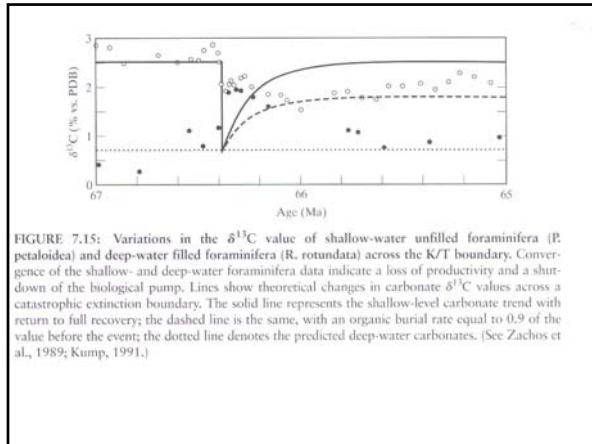 3
2
1
0
δ¹³C (% vs. PDB)
67
66
65
Age (Ma)
FIGURE 7.15: Variations in the δ¹³C value of shallow-water unfilled foraminifera (P.
petaloidea) and deep-water filled foraminifera (R. rotundata) across the K/T boundary. Conver-
gence of the shallow- and deep-water foraminifera data indicate a loss of productivity and a shut-
down of the biological pump. Lines show theoretical changes in carbonate δ¹³C values across a
catastrophic extinction boundary. The solid line represents the shallow-level carbonate trend with
return to full recovery; the dashed line is the same, with an organic burial rate equal to 0.9 of the
value before the event; the dotted line denotes the predicted deep-water carbonates. (See Zachos et
al., 1989; Kump, 1991.)